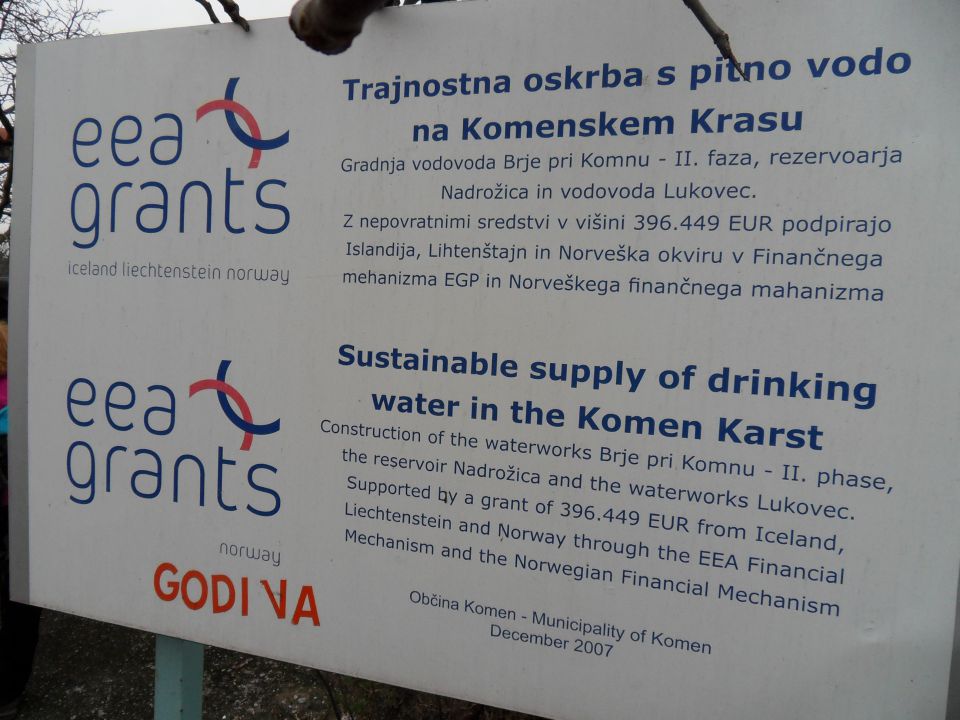 eea
grants
iceland liechtenstein norway
Trajnostna oskrba s pitno vodo
na Komenskem Krasu
Gradnja vodovoda Brje pri Komnu - II. faza, rezervoarja
Nadrožica in vodovoda Lukovec.
Z nepovratnimi sredstvi v višini 396.449 EUR podpirajo
Islandija, Lihtenštajn in Norveška okviru v Finančnega
mehanizma EGP in Norveškega finančnega mahanizma
eea
grants
norway
GODIVA
Sustainable supply of drinking
water in the Komen Karst
Construction of the waterworks Brje pri Komnu - II. phase,
the reservoir Nadrožica and the waterworks Lukovec.
Supported by a grant of 396.449 EUR from Iceland,
Liechtenstein and Norway through the EEA Financial
Mechanism and the Norwegian Financial Mechanism
Občina Komen - Municipality of Komen
December 2007